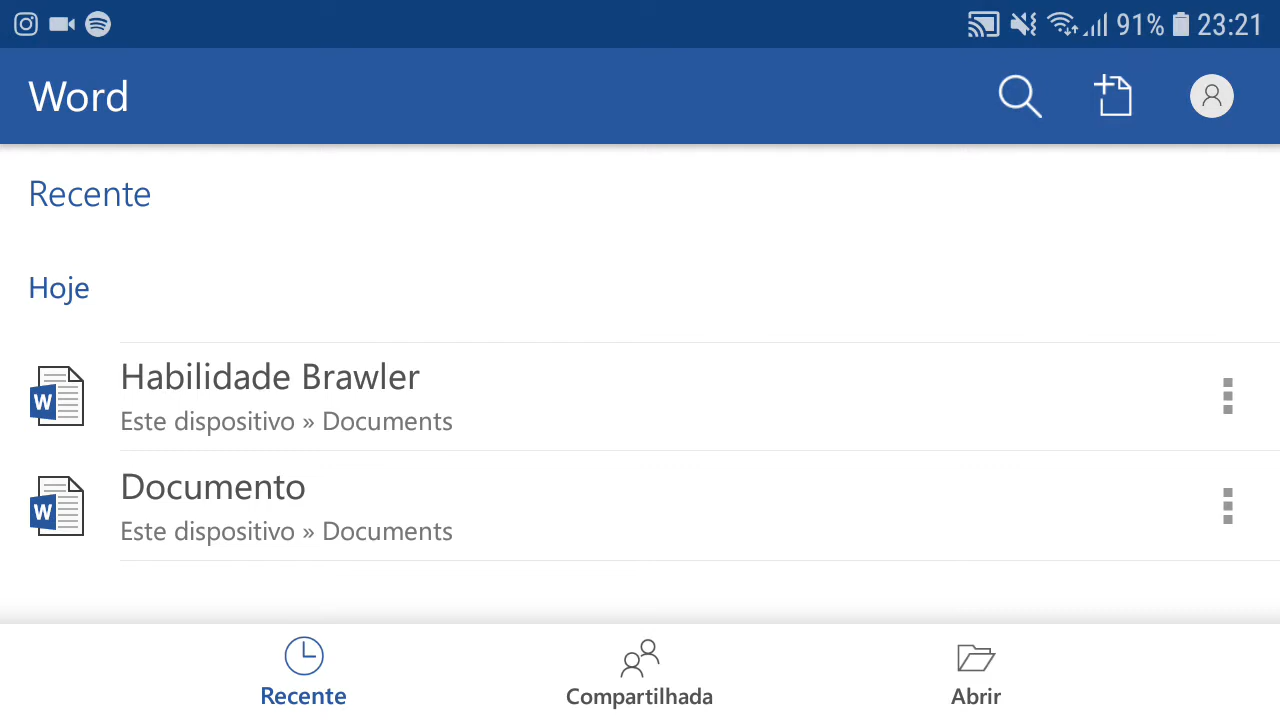 91% 23:21
Word
Recente
Hoje
W
Habilidade Brawler
Este dispositivo » Documents
W
Documento
Este dispositivo » Documents
Recente
Compartilhada
Abrir